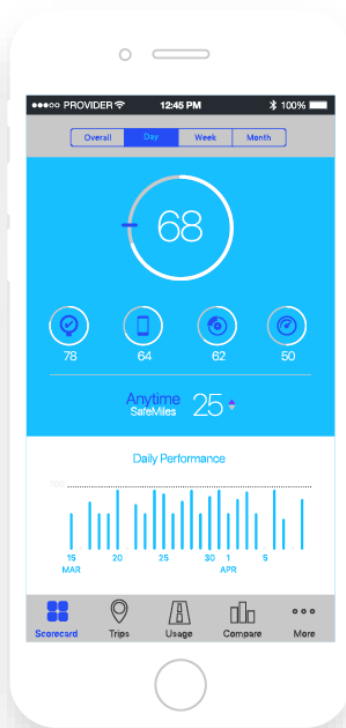 PROVIDER 12:45 PM 100%
Overall Day Week Month
68
78 64 62 50
Anytime 25
SafeMiles
Daily Performance
100
15 20 25 30 1 5
MAR APR
Scorecard Trips Usage Compare More